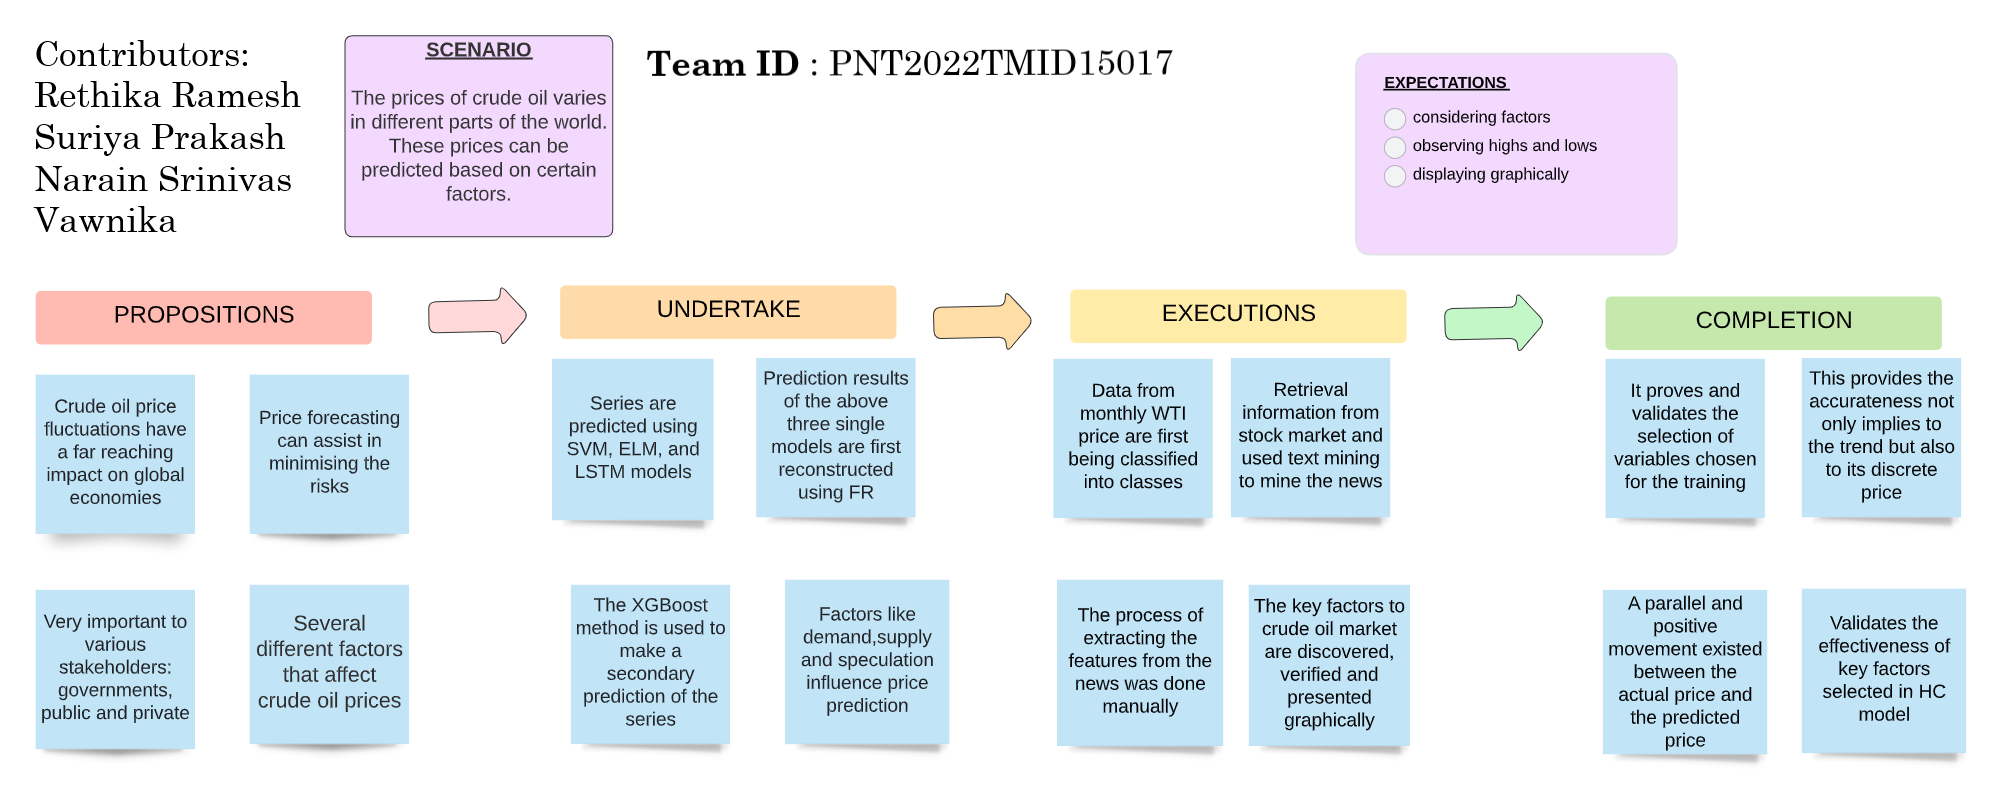 Contributors:
Rethika Ramesh
Suriya Prakash
Narain Srinivas
Vawnika
SCENARIO
The prices of crude oil varies
in different parts of the world.
These prices can be
predicted based on certain
factors.
Team ID : PNT2022TMID15017
EXPECTATIONS
considering factors
observing highs and lows
displaying graphically
PROPOSITIONS
UNDERTAKE
EXECUTIONS
COMPLETION
Crude oil price
fluctuations have
a far reaching
impact on global
economies
Price forecasting
can assist in
minimising the
risks
Series are
predicted using
SVM, ELM, and
LSTM models
Prediction results
of the above
three single
models are first
reconstructed
using FR
Data from
monthly WTI
price are first
being classified
into classes
Retrieval
information from
stock market and
used text mining
to mine the news
It proves and
validates the
selection of
variables chosen
for the training
This provides the
accurateness not
only implies to
the trend but also
to its discrete
price
Very important to
various
stakeholders:
governments,
public and private
Several
different factors
that affect
crude oil prices
The XGBoost
method is used to
make a
secondary
prediction of the
series
Factors like
demand,supply
and speculation
influence price
prediction
The process of
extracting the
features from the
news was done
manually
The key factors to
crude oil market
are discovered,
verified and
presented
graphically
A parallel and
positive
movement existed
between the
actual price and
the predicted
price
Validates the
effectiveness of
key factors
selected in HC
model